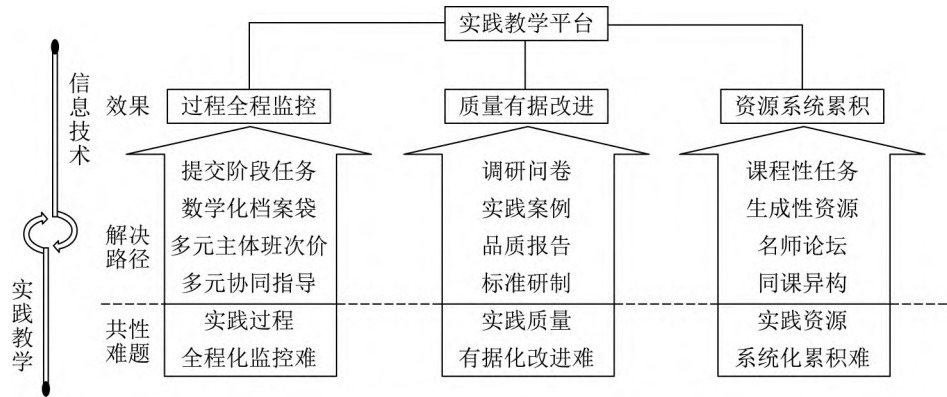 实践教学平台
信息技术
实践教学
效果
过程全程监控
质量有据改进
资源系统累积
解决
路径
提交阶段任务
数学化档案袋
多元主体班次价
多元协同指导
调研问卷
实践案例
品质报告
标准研制
课程性任务
生成性资源
名师论坛
同课异构
共性
难题
实践过程
全程化监控难
实践质量
有据化改进难
实践资源
系统化累积难